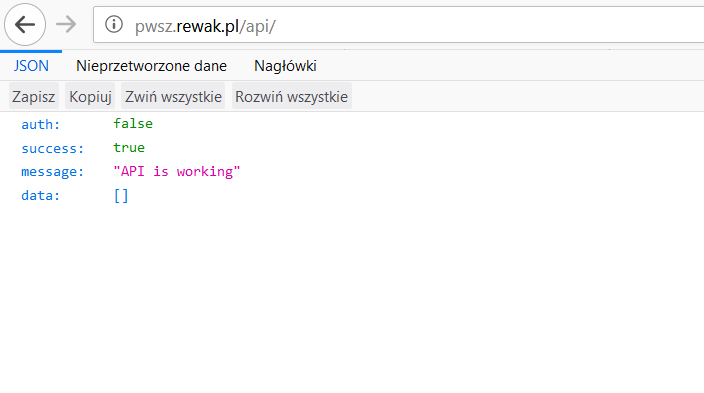 pwsz.rewak.pl/api/
JSON Nieprzetworzone dane Nagłówki
Zapisz Kopiuj Zwiń wszystkie Rozwiń wszystkie
auth: false
success: true
message: "API is working"
data: []